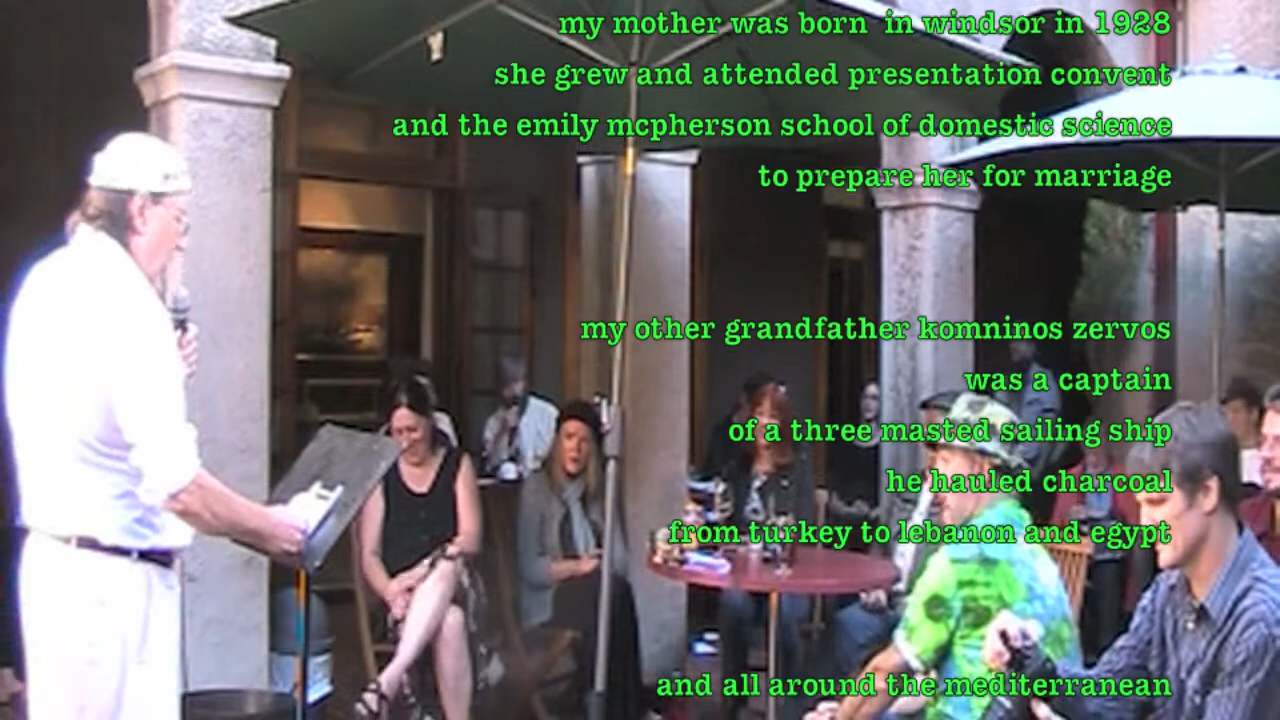 my mother was born in windsor in 1928
she grew and attended presentation convent
and the emily mcpherson school of domestic science
to prepare her for marriage
my other grandfather komninos zervos
was a captain
of a three masted sailing ship
he hauled charcoal
from turkey to lebanon and egypt
and all around the mediterranean